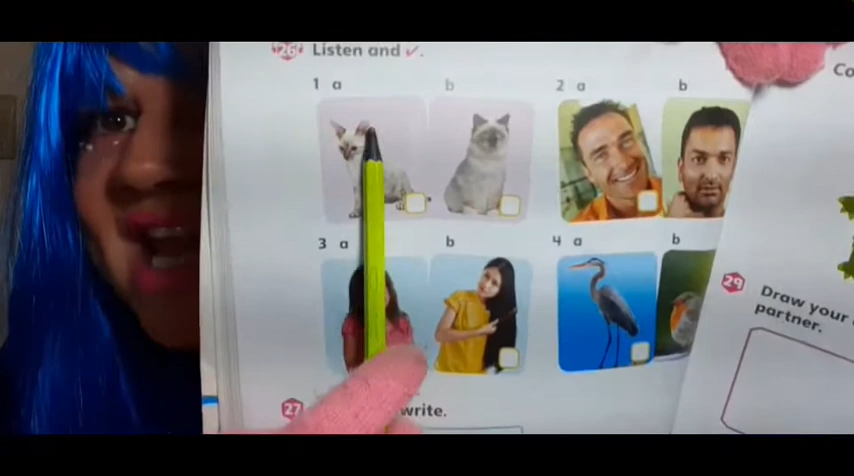 26 Listen and ✓.
1 a b 2 a b
3 a b 4 a b
27 write.
Co
29 Draw your
partner.